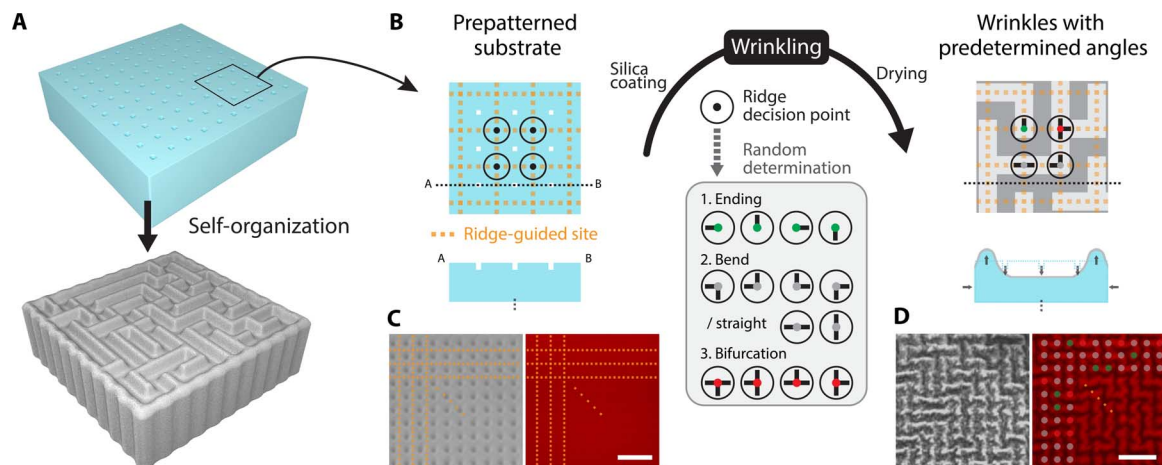 A
Self-organization
B
Prepatterned
substrate
A
B
Ridge-guided site
A
B
Silica
coating
Wrinkling
Drying
Ridge
decision point
Random
determination
1. Ending
2. Bend
/ straight
3. Bifurcation
Wrinkles with
predetermined angles
C
D